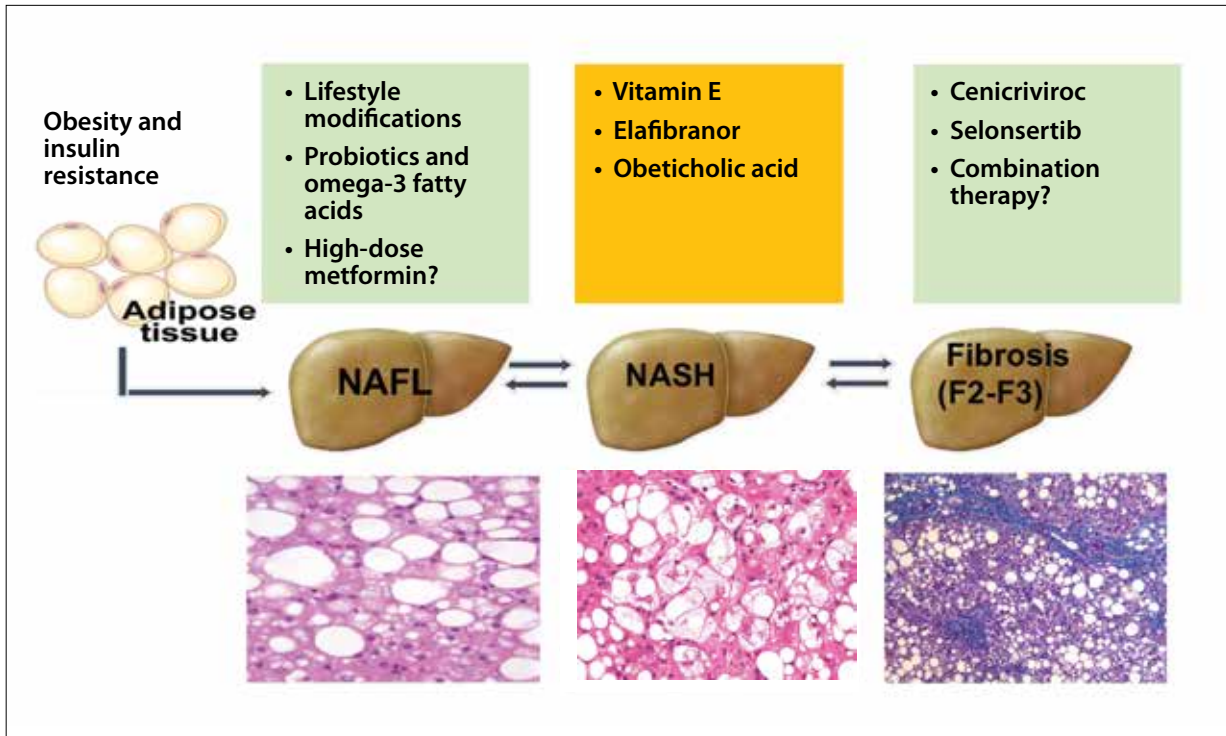 Obesity and
insulin
resistance
Adipose
tissue
• Lifestyle
modifications
• Probiotics and
omega-3 fatty
acids
• High-dose
metformin?
• Vitamin E
• Elafibranor
• Obeticholic acid
• Cenicriviroc
• Selonsertib
• Combination
therapy?
NAFL
NASH
Fibrosis
(F2-F3)